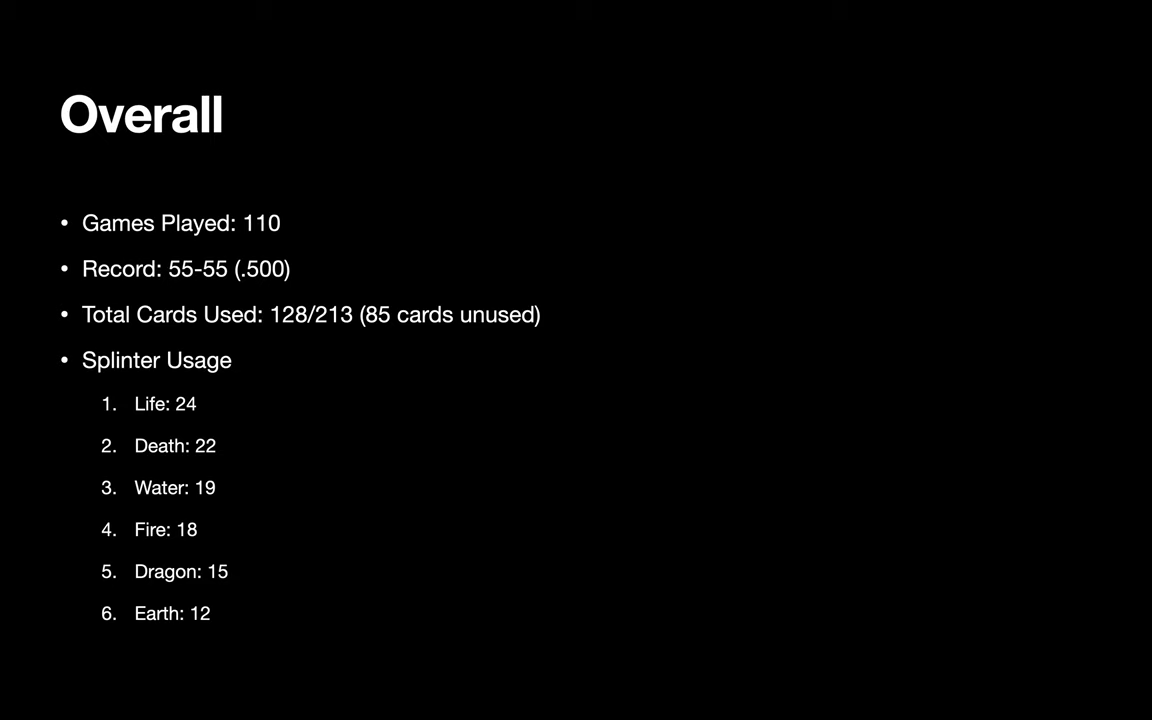 Overall
• Games Played: 110
• Record: 55-55 (.500)
• Total Cards Used: 128/213 (85 cards unused)
• Splinter Usage
1. Life: 24
2. Death: 22
3. Water: 19
4. Fire: 18
5. Dragon: 15
6. Earth: 12